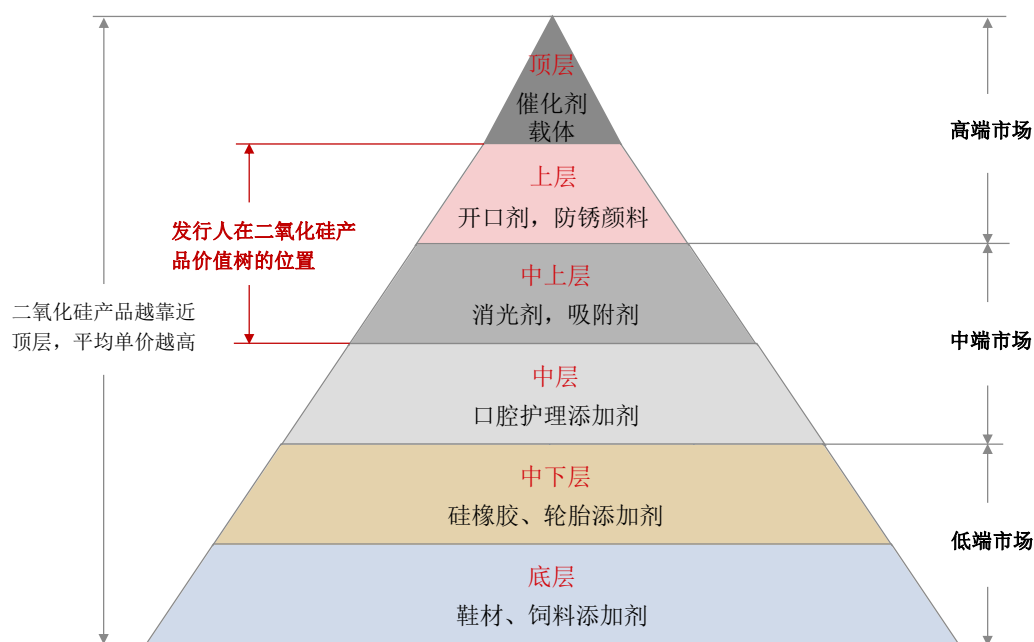 顶层
催化剂
载体
高端市场
上层
开口剂，防锈颜料
发行人在二氧化硅产
品价值树的位置
中上层
消光剂，吸附剂
二氧化硅产品越靠近
顶层，平均单价越高
中端市场
中层
口腔护理添加剂
中下层
硅橡胶、轮胎添加剂
低端市场
底层
鞋材、饲料添加剂